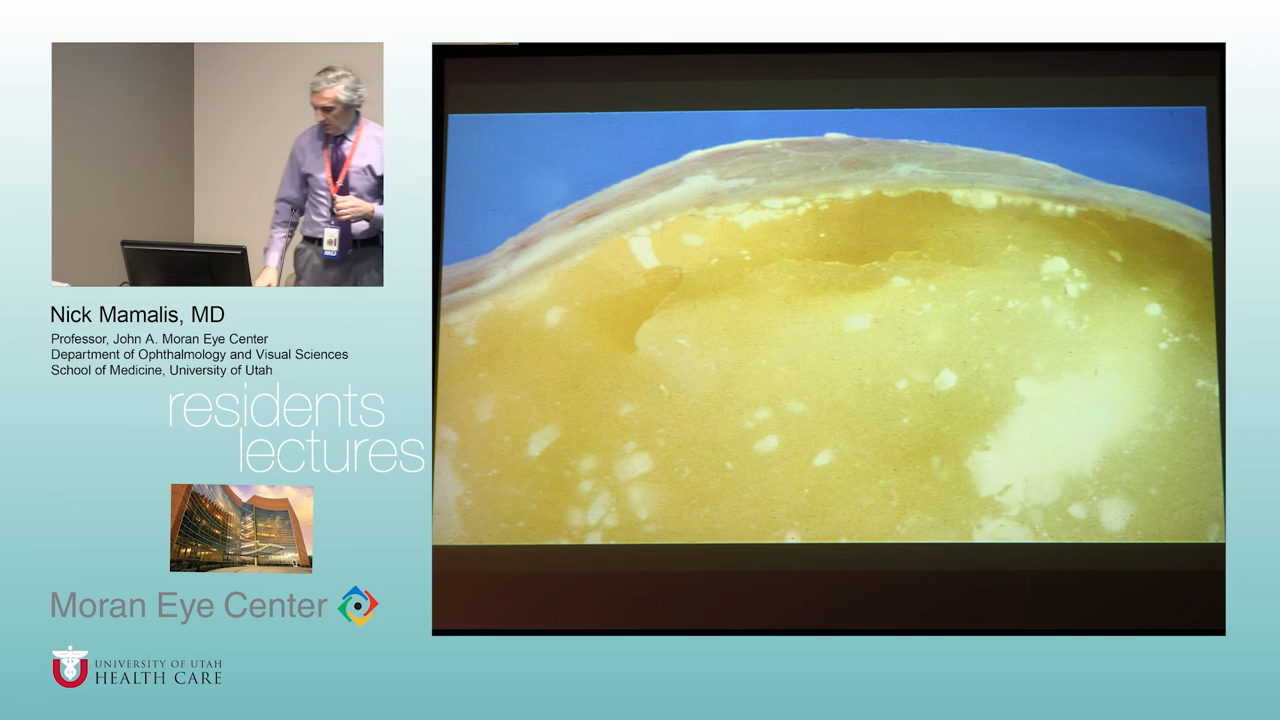 Nick Mamalis, MD
Professor, John A. Moran Eye Center
Department of Ophthalmology and Visual Sciences
School of Medicine, University of Utah
residents
lectures
Moran Eye Center
UNIVERSITY OF UTAH
HEALTH CARE
MD